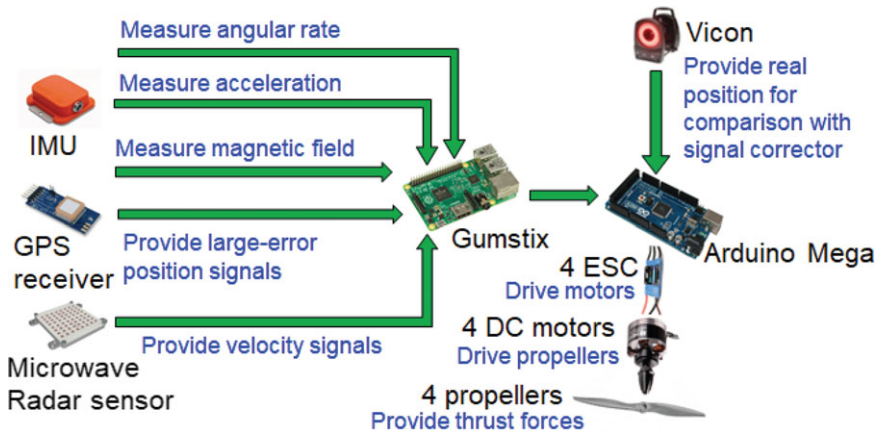 Measure angular rate
Measure acceleration
IMU
Measure magnetic field
GPS
receiver
Provide large-error
position signals
Microwave
Radar sensor
Provide velocity signals
Gumstix
Vicon
Provide real
position for
comparison with
signal corrector
Arduino Mega
4 ESC
Drive motors
4 DC motors
Drive propellers
4 propellers
Provide thrust forces